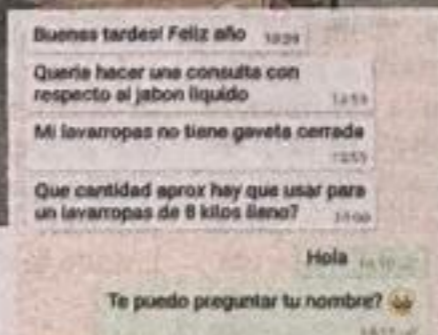 Buenas tardes! Feliz año
Quería hacer una consulta con
respecto al jabon liquido
Mi lavarropas no tiene gaveta cerrada
Que cantidad aprox hay que usar para
un lavarropas de 8 kilos lleno?
Hola
Te puedo preguntar tu nombre? 😀